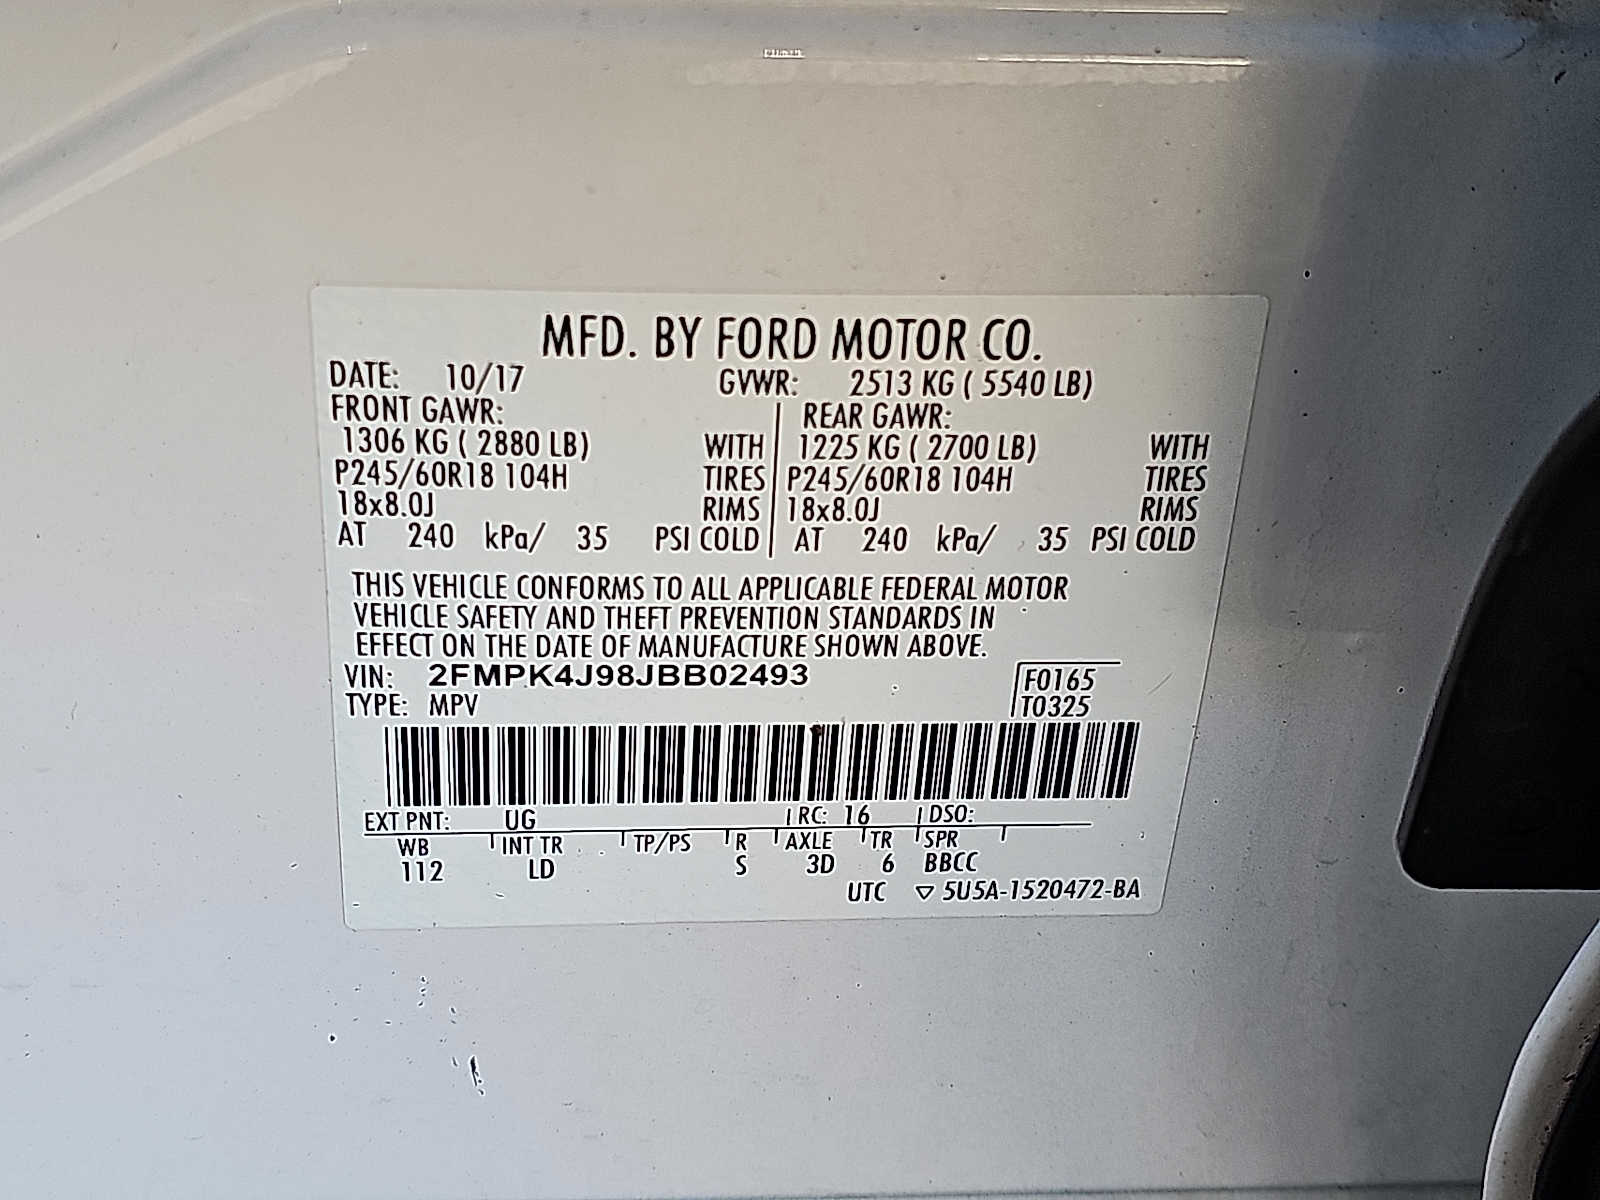 MFD. BY FORD MOTOR CO.
DATE: 10/17 GVWR: 2513 KG ( 5540 LB)
FRONT GAWR: REAR GAWR:
1306 KG ( 2880 LB) WITH 1225 KG ( 2700 LB) WITH
P245/60R18 104H TIRES P245/60R18 104H TIRES
18x8.0J RIMS 18x8.0J RIMS
AT 240 kPa/ 35 PSI COLD AT 240 kPa/ 35 PSI COLD
THIS VEHICLE CONFORMS TO ALL APPLICABLE FEDERAL MOTOR
VEHICLE SAFETY AND THEFT PREVENTION STANDARDS IN
EFFECT ON THE DATE OF MANUFACTURE SHOWN ABOVE.
VIN: 2FMPK4J98JBB02493 F0165
TYPE: MPV T0325
EXT PNT: UG RC: 16 DSO:
WB INT TR TP/PS R AXLE TR SPR
112 LD S 3D 6 BBCC
UTC ▽ 5U5A-1520472-BA